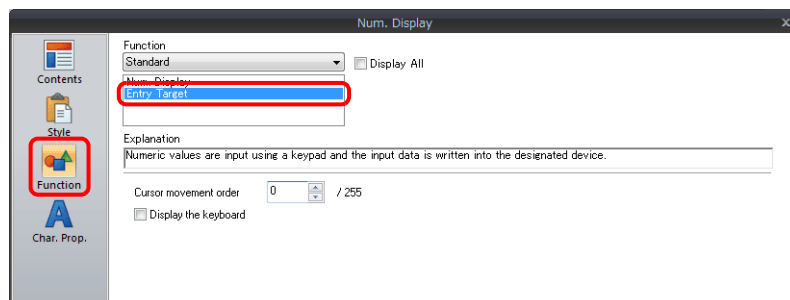 Num. Display
x
Contents
Style
Function
Char. Prop.
Function
Standard
Display All
Num. Display
Entry Target
Explanation
Numeric values are input using a keypad and the input data is written into the designated device.
Cursor movement order 0 / 255
Display the keyboard